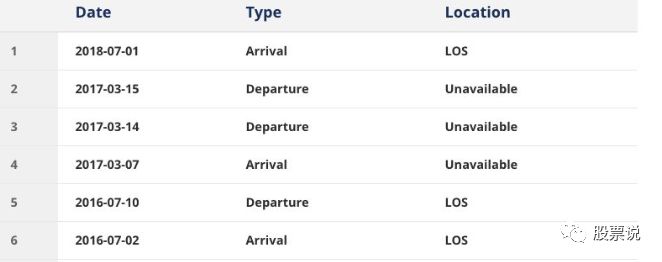 Date Type Location
1 2018-07-01 Arrival LOS
2 2017-03-15 Departure Unavailable
3 2017-03-14 Departure Unavailable
4 2017-03-07 Arrival Unavailable
5 2016-07-10 Departure LOS
6 2016-07-02 Arrival LOS
股票说